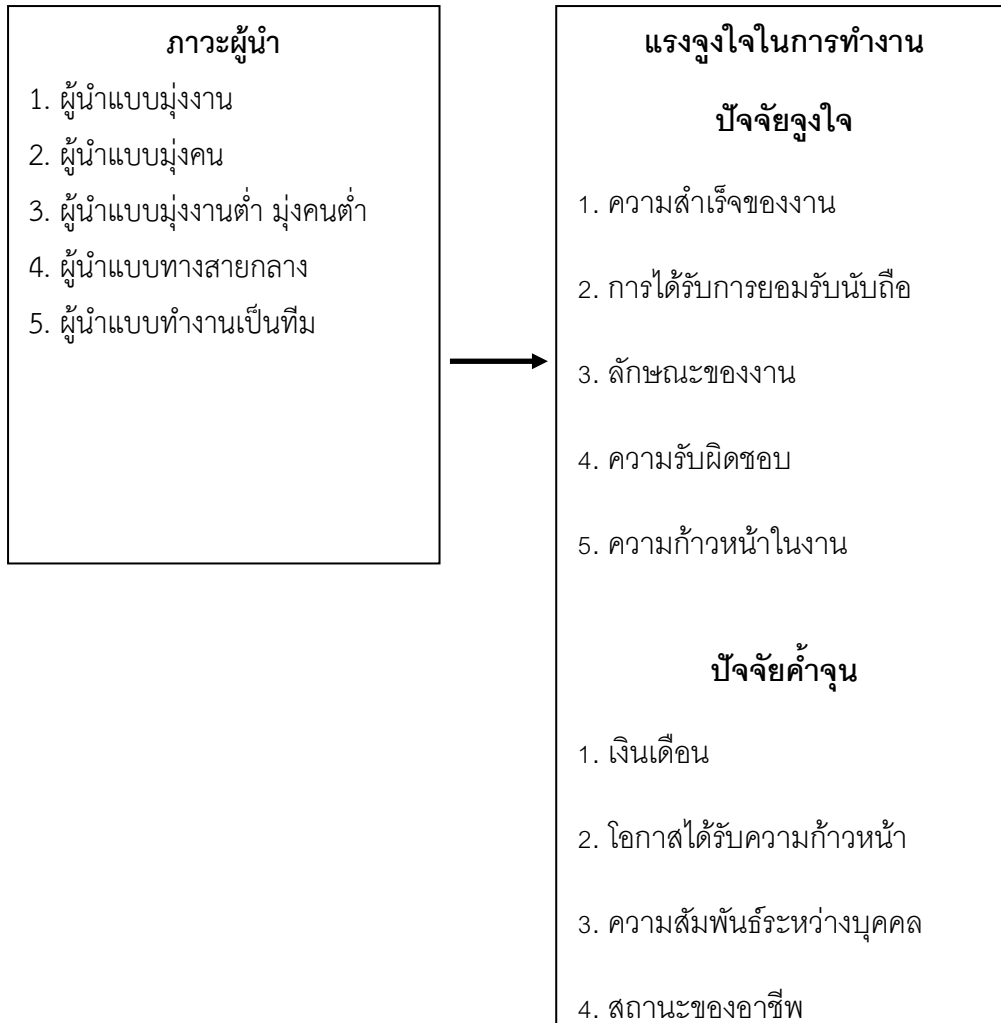 ภาวะผู้นำ
1. ผู้นำแบบมุ่งงาน
2. ผู้นำแบบมุ่งคน
3. ผู้นำแบบมุ่งงานต่ำ มุ่งคนต่ำ
4. ผู้นำแบบทางสายกลาง
5. ผู้นำแบบทำงานเป็นทีม
แรงจูงใจในการทำงาน
ปัจจัยจูงใจ
1. ความสำเร็จของงาน
2. การได้รับการยอมรับนับถือ
3. ลักษณะของงาน
4. ความรับผิดชอบ
5. ความก้าวหน้าในงาน
ปัจจัยค้ำจุน
1. เงินเดือน
2. โอกาสได้รับความก้าวหน้า
3. ความสัมพันธ์ระหว่างบุคคล
4. สถานะของอาชีพ